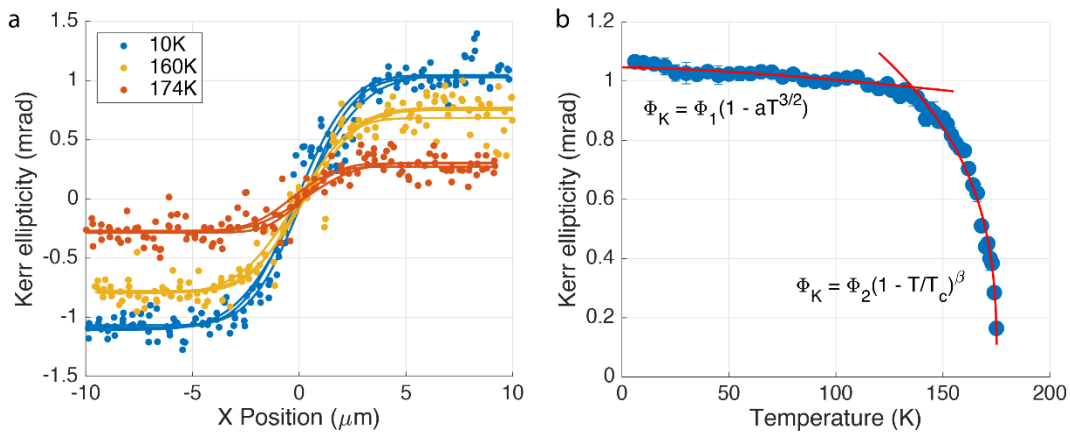 a
1.5
1
0.5
0
-0.5
-1
-1.5
-10
-5
0
5
10
Kerr ellipticity (mrad)
X Position (μm)
10K
160K
174K
b
1.2
1
0.8
0.6
0.4
0.2
0
0
50
100
150
200
Kerr ellipticity (mrad)
Temperature (K)
Φ_K = Φ_1(1 - aT^{3/2})
Φ_K = Φ_2(1 - T/T_c)^β